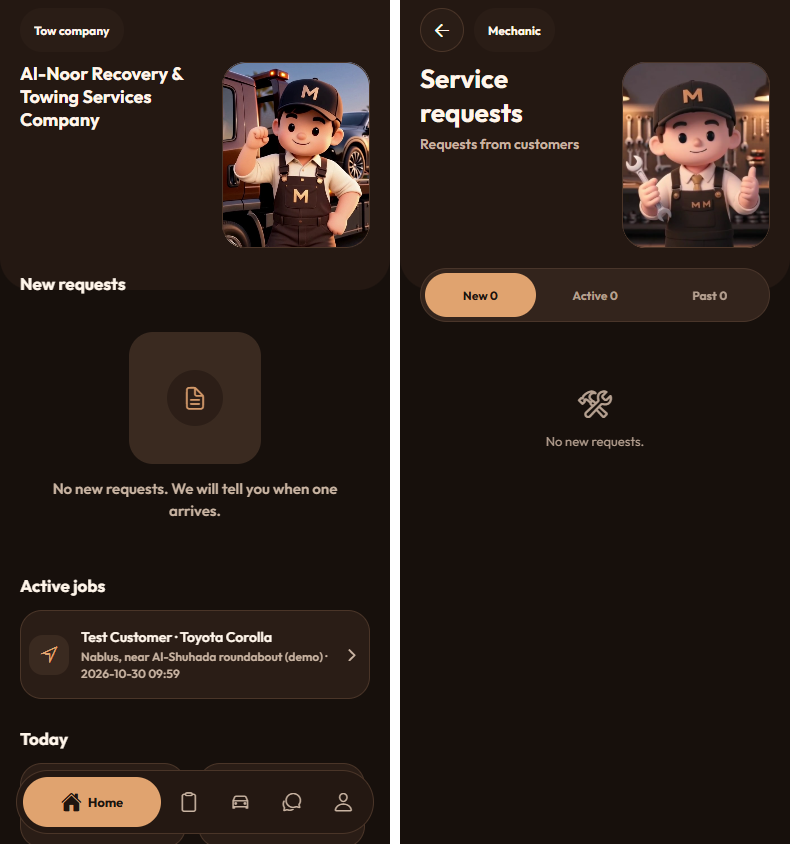 Tow company
Al-Noor Recovery &
Towing Services
Company
M
M
New requests
No new requests. We will tell you when one
arrives.
Active jobs
Test Customer · Toyota Corolla
Nablus, near Al-Shuhada roundabout (demo) ·
2026-10-30 09:59
Today
Home
Mechanic
Service
requests
Requests from customers
M
M M
New 0
Active 0
Past 0
No new requests.